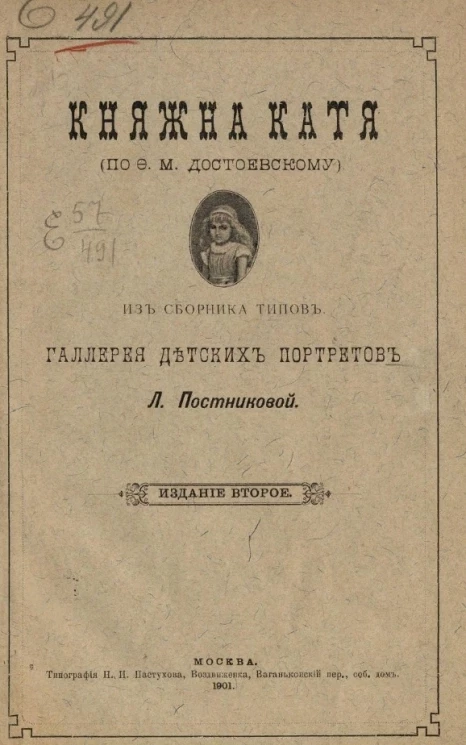 491
КНЯЖНА КАТЯ
(ПО Ѳ. М. ДОСТОЕВСКОМУ)
57
491
ИЗЪ СБОРНИКА ТИПОВЪ.
ГАЛЛЕРЕЯ ДѢТСКИХЪ ПОРТРЕТОВЪ
Л. Постниковой.
ИЗДАНІЕ ВТОРОЕ.
МОСКВА.
Типографія Н. И. Пастухова, Воздвиженка, Ваганьковскій пер., соб. домъ.
1901.